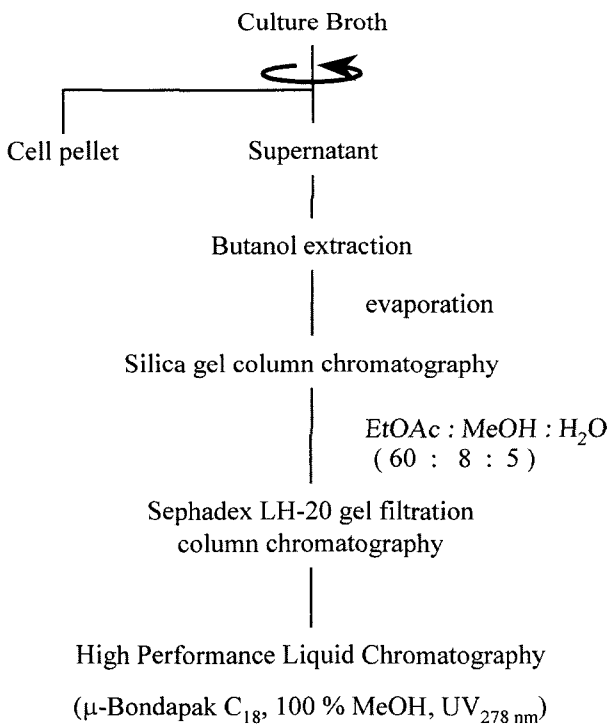 Culture Broth
Cell pellet
Supernatant
Butanol extraction
evaporation
Silica gel column chromatography
EtOAc : MeOH : H₂O
( 60 : 8 : 5 )
Sephadex LH-20 gel filtration
column chromatography
High Performance Liquid Chromatography
(μ-Bondapak C₁₈, 100 % MeOH, UV₂₇₈ ₙₘ)